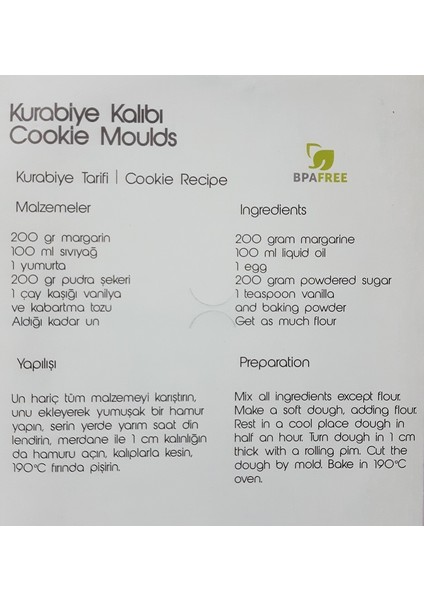 Kurabiye Kalıbı
Cookie Moulds
BPAFREE
Kurabiye Tarifi | Cookie Recipe
Malzemeler
200 gr margarin
100 ml sıvıyağ
1 yumurta
200 gr pudra şekeri
1 çay kaşığı vanilya
ve kabartma tozu
Aldığı kadar un
Yapılışı
Un hariç tüm malzemeyi karıştırın,
unu ekleyerek yumuşak bir hamur
yapın, serin yerde yarım saat din
lendirin, merdane ile 1 cm kalınlığın
da hamuru açın, kalıplarla kesin,
190°C fırında pişirin.
Ingredients
200 gram margarine
100 ml liquid oil
1 egg
200 gram powdered sugar
1 teaspoon vanilla
and baking powder
Get as much flour
Preparation
Mix all ingredients except flour.
Make a soft dough, adding flour.
Rest in a cool place dough in
half an hour. Turn dough in 1 cm
thick with a rolling pim. Cut the
dough by mold. Bake in 190°C
oven.